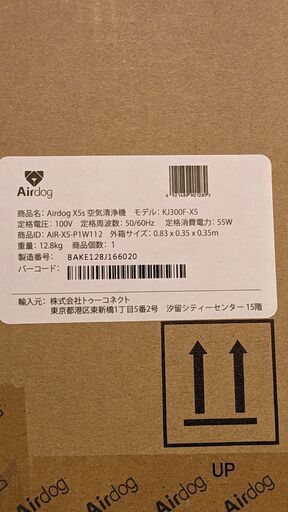 Airdog
6 921489 901289
商品名: Airdog X5s 空気清浄機 モデル: KJ300F-X5
定格電圧: 100V 定格周波数: 50/60Hz 定格消費電力: 55W
商品ID: AIR-X5-P1W112 外箱サイズ: 0.83 x 0.35 x 0.35m
重量: 12.8kg 商品個数: 1
製造番号: BAKE128J166020
バーコード:
輸入元: 株式会社トゥーコネクト
東京都港区東新橋1丁目5番2号 汐留シティーセンター 15階
UP
Airdog Airdog Airdog